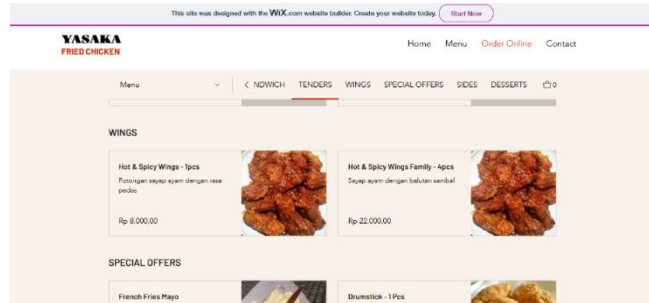 This site was designed with the WiX.com website builder. Create your website today. Start Now
YASAKA
FRIED CHICKEN
Home Menu Order Online Contact
Menu NDWICH TENDERS WINGS SPECIAL OFFERS SIDES DESSERTS 0
WINGS
Hot & Spicy Wings - 1pcs
Potongan sayap ayam dengan rasa
pedas
Rp 8.000,00
Hot & Spicy Wings Family - 4pcs
Sayap ayam dengan balutan sambal
Rp 22.000,00
SPECIAL OFFERS
French Fries Mayo
Drumstick - 1 Pcs